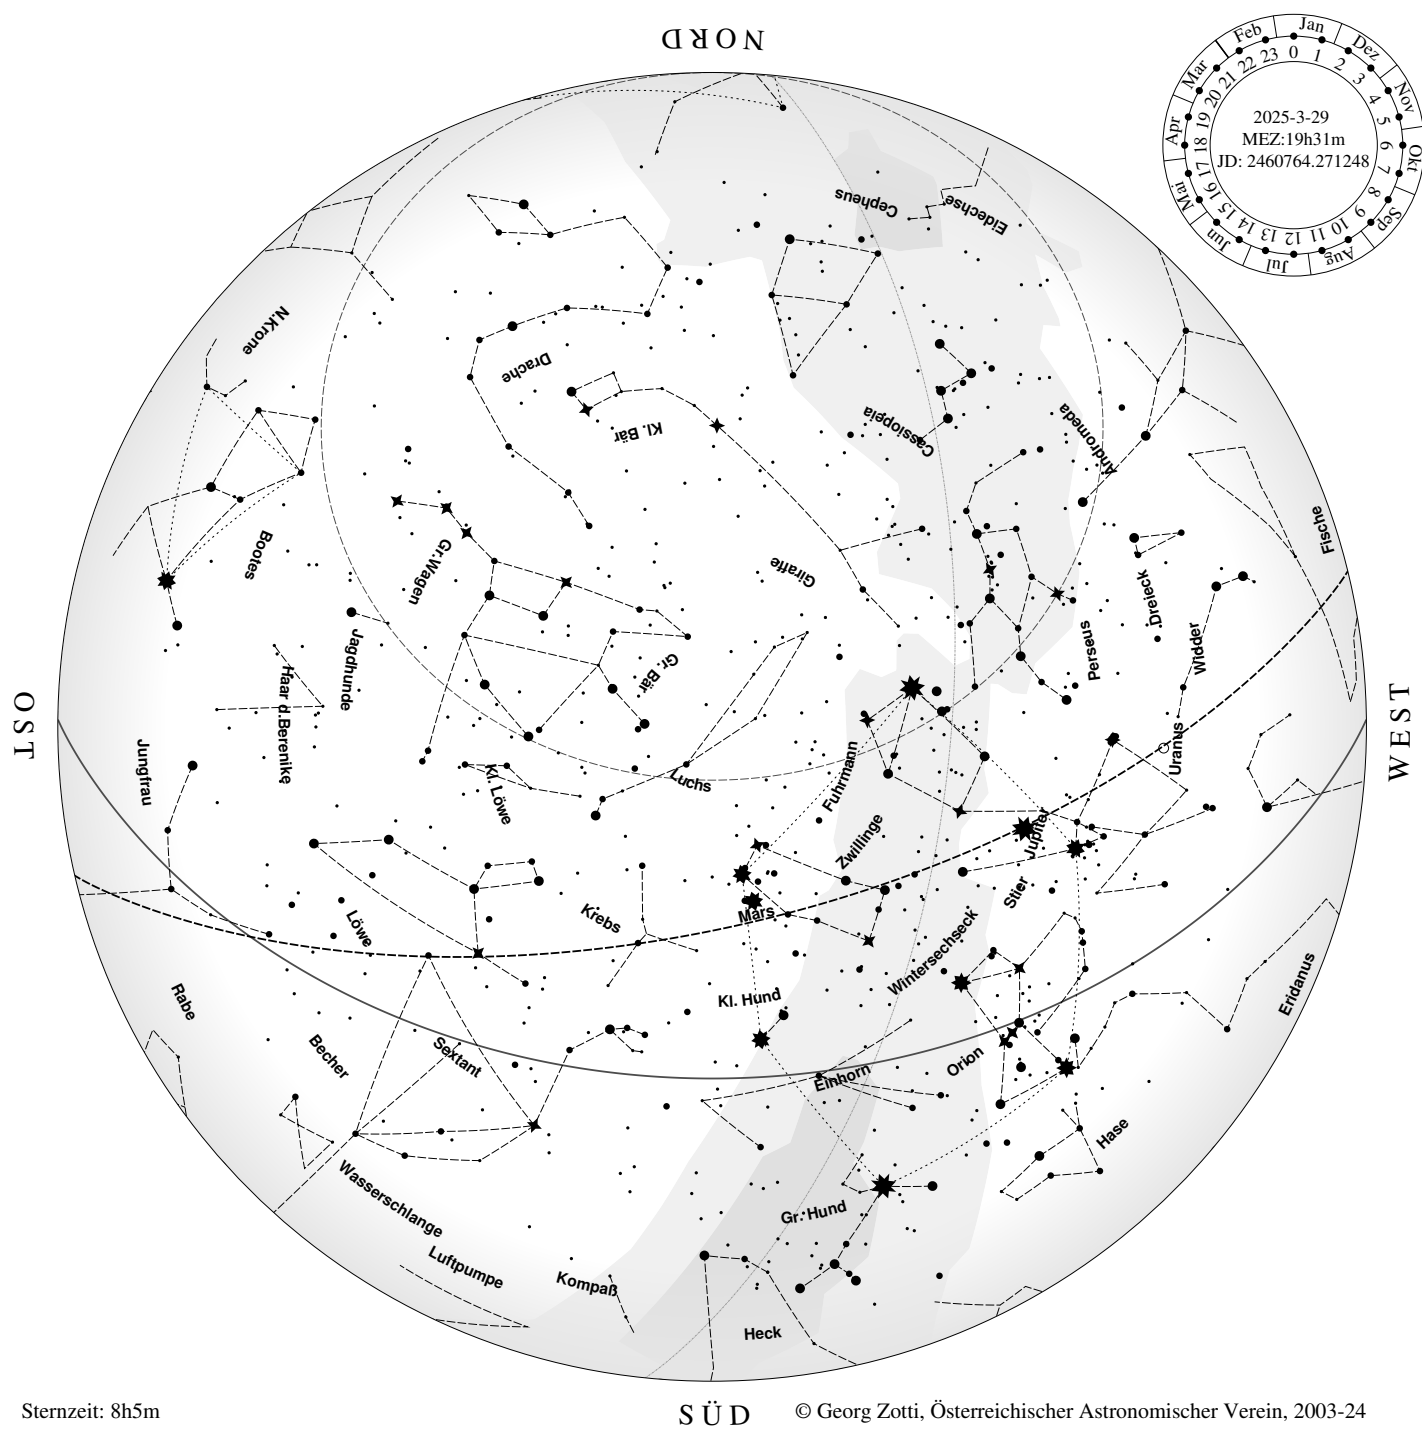 NORD
Jan
Feb
Dez
Mar
Nov
Apr
Okt
Mai
Sep
Jun
Aug
Jul
0
1
2
3
4
5
6
7
8
9
10
11
12
13
14
15
16
17
18
19
20
21
22
23
2025-3-29
MEZ:19h31m
JD: 2460764.271248
Cepheus
Eidechse
N.Krone
Drache
Kl. Bär
Cassiopeia
Andromeda
Fische
Bootes
Gr.Wagen
Giraffe
Dreieck
Jagdhunde
Gr. Bär
Perseus
Widder
Haar d.Berenike
OST
WEST
Uranus
Jungfrau
Kl. Löwe
Luchs
Fuhrmann
Zwillinge
Jupiter
Stier
Löwe
Krebs
Mars
Wintersechseck
Eridanus
Rabe
Kl. Hund
Becher
Sextant
Einhorn
Orion
Hase
Wasserschlange
Gr. Hund
Luftpumpe
Kompaß
Heck
Sternzeit: 8h5m
SÜD
© Georg Zotti, Österreichischer Astronomischer Verein, 2003-24